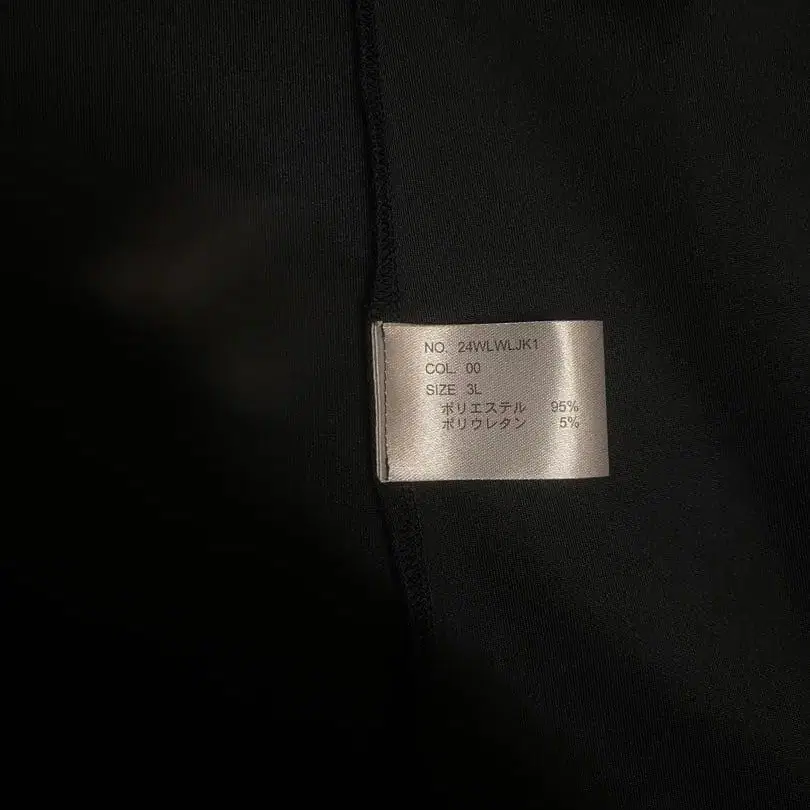 NO. 24WLWLJK1
COL. 00
SIZE 3L
ポリエステル 95%
ポリウレタン 5%